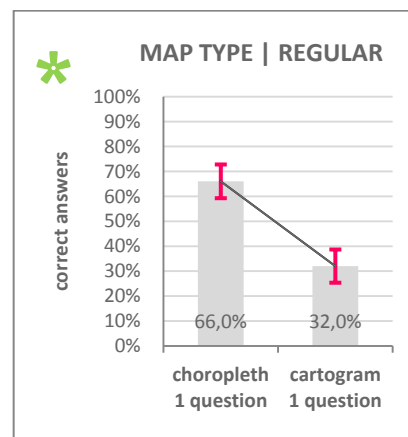 *
MAP TYPE | REGULAR
correct answers
100%
90%
80%
70%
60%
50%
40%
30%
20%
10%
0%
66,0%
32,0%
choropleth
1 question
cartogram
1 question